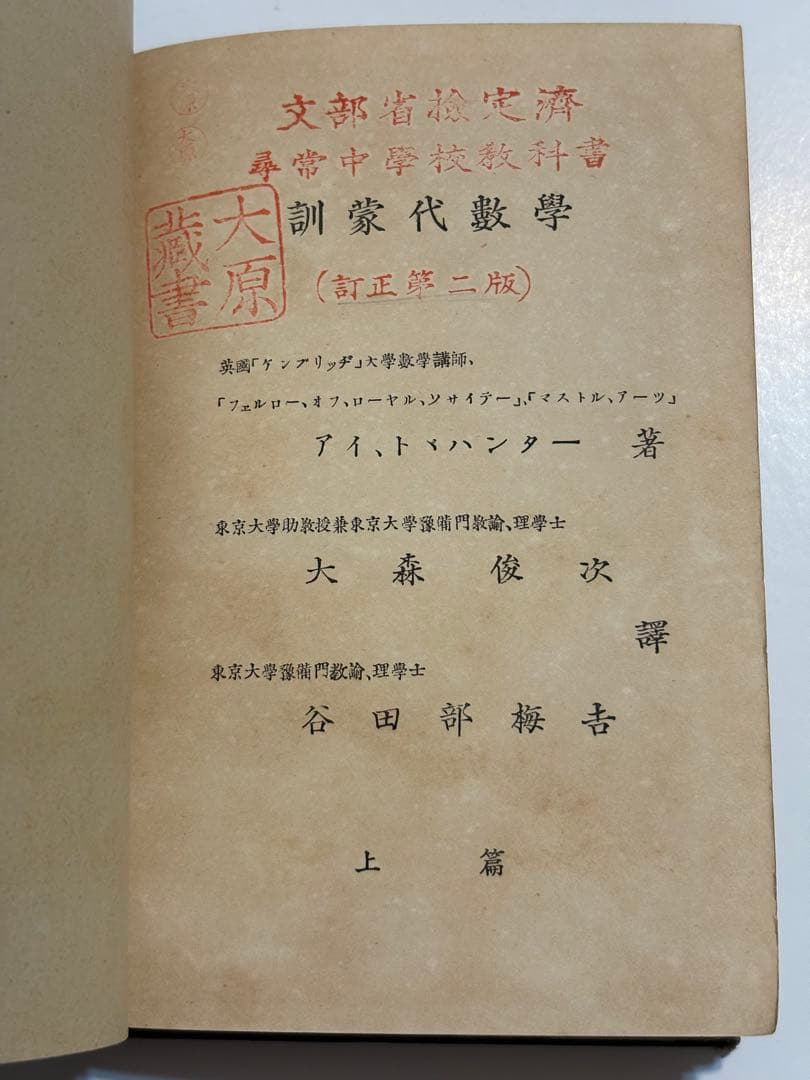 文部省檢定濟
尋常中學校敎科書
訓蒙代數學
(訂正第二版)
大原
藏書
英國「ケンブリッヂ」大學數學講師、
「フェルロー、オフ、ローヤル、ソサイテー」、「マストル、アーツ」
アイ、トヾハンター 著
東京大學助敎授兼東京大學豫備門敎諭、理學士
大森俊次
譯
東京大學豫備門敎諭、理學士
谷田部梅吉
上篇